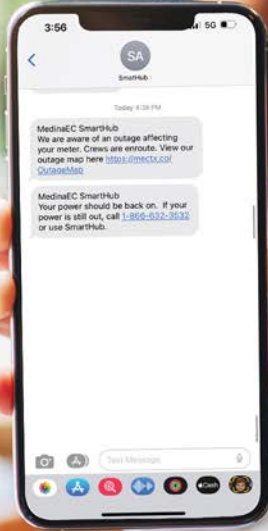 3:56
5G
SA
SmartHub
Today 4:38 PM
MedinaEC SmartHub
We are aware of an outage affecting
your meter. Crews are enroute. View our
outage map here https://mectx.co/
OutageMap
MedinaEC SmartHub
Your power should be back on. If your
power is still out, call 1-866-632-3532
or use SmartHub.
Text Message
Cash